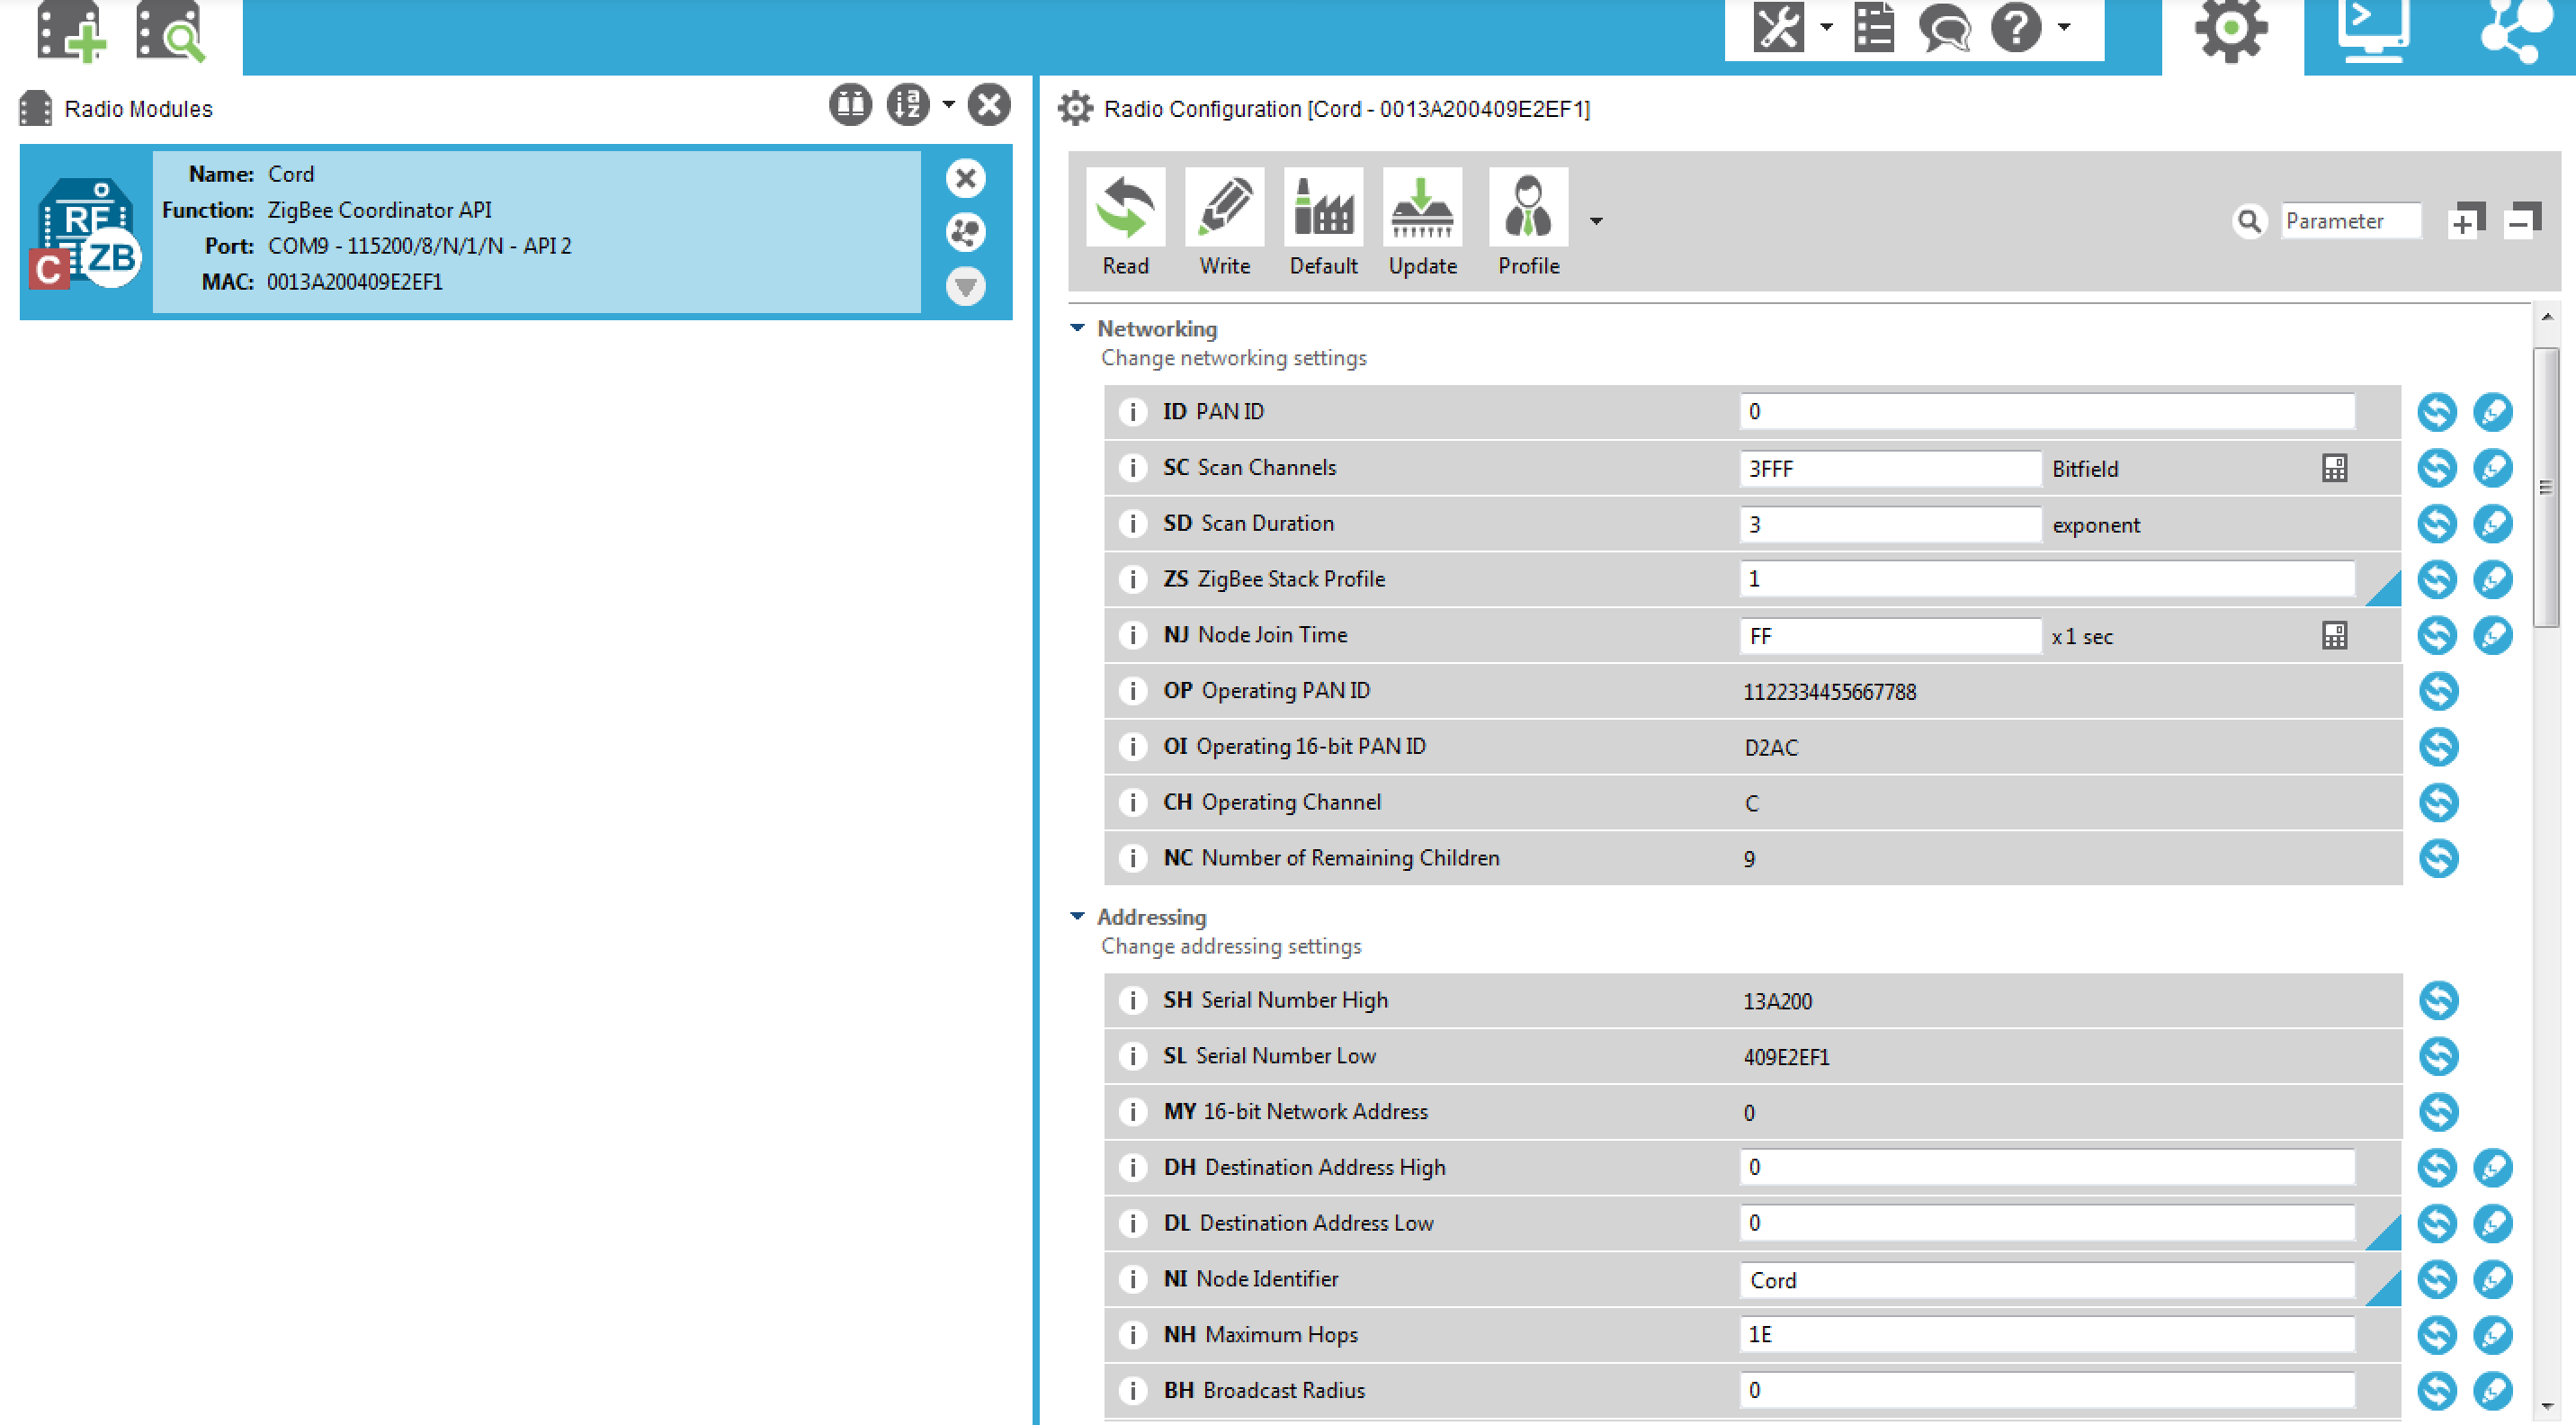 Radio Modules
Name: Cord
Function: ZigBee Coordinator API
Port: COM9 - 115200/8/N/1/N - API 2
MAC: 0013A200409E2EF1
RF
C
ZB
Radio Configuration [Cord - 0013A200409E2EF1]
Read
Write
Default
Update
Profile
Parameter
Networking
Change networking settings
ID PAN ID 0
SC Scan Channels 3FFF Bitfield
SD Scan Duration 3 exponent
ZS ZigBee Stack Profile 1
NJ Node Join Time FF x 1 sec
OP Operating PAN ID 1122334455667788
OI Operating 16-bit PAN ID D2AC
CH Operating Channel C
NC Number of Remaining Children 9
Addressing
Change addressing settings
SH Serial Number High 13A200
SL Serial Number Low 409E2EF1
MY 16-bit Network Address 0
DH Destination Address High 0
DL Destination Address Low 0
NI Node Identifier Cord
NH Maximum Hops 1E
BH Broadcast Radius 0